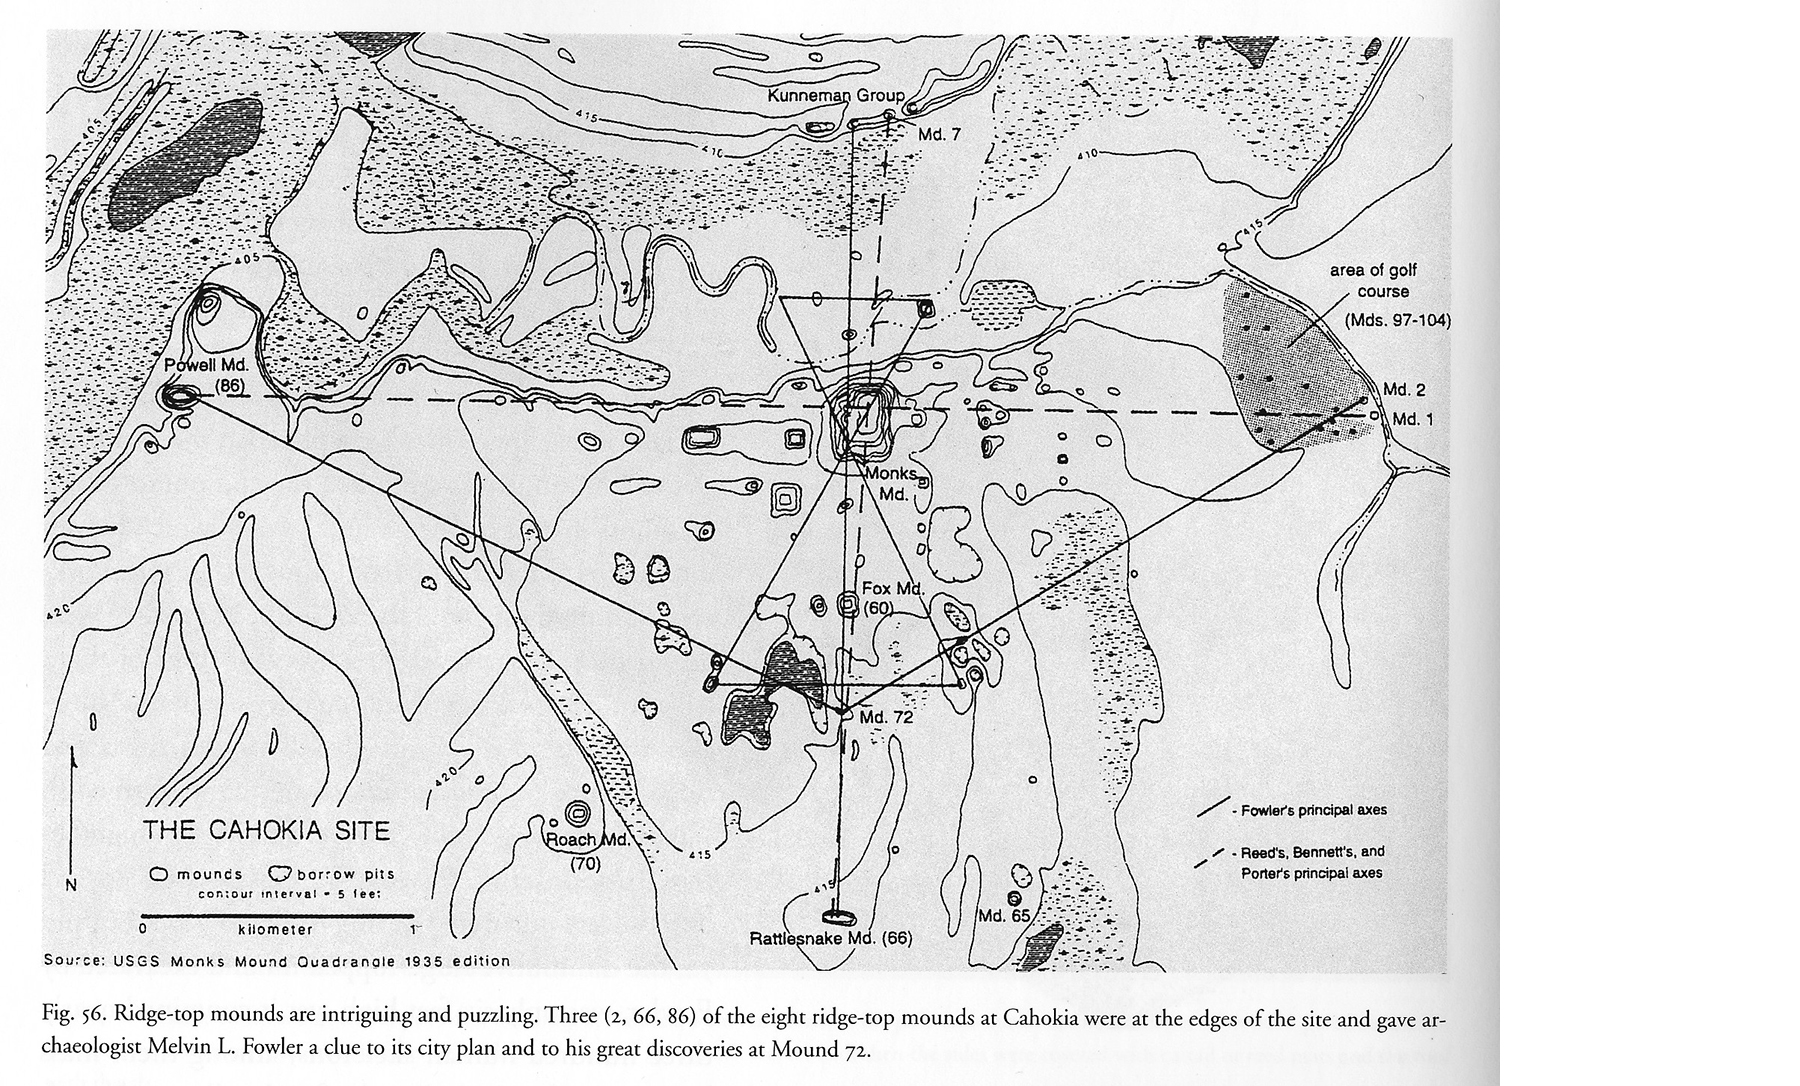 Kunneman Group
Md. 7
405
415
410
410
415
405
area of golf
course
(Mds. 97-104)
Powell Md.
(86)
Md. 2
Md. 1
Monks
Md.
Fox Md.
(60)
420
Md. 72
420
THE CAHOKIA SITE
mounds borrow pits
contour interval - 5 feet
N
0 kilometer 1
Roach Md.
(70)
415
415
Md. 65
Rattlesnake Md. (66)
- Fowler's principal axes
- Reed's, Bennett's, and
Porter's principal axes
Source: USGS Monks Mound Quadrangle 1935 edition
Fig. 56. Ridge-top mounds are intriguing and puzzling. Three (2, 66, 86) of the eight ridge-top mounds at Cahokia were at the edges of the site and gave ar-
chaeologist Melvin L. Fowler a clue to its city plan and to his great discoveries at Mound 72.